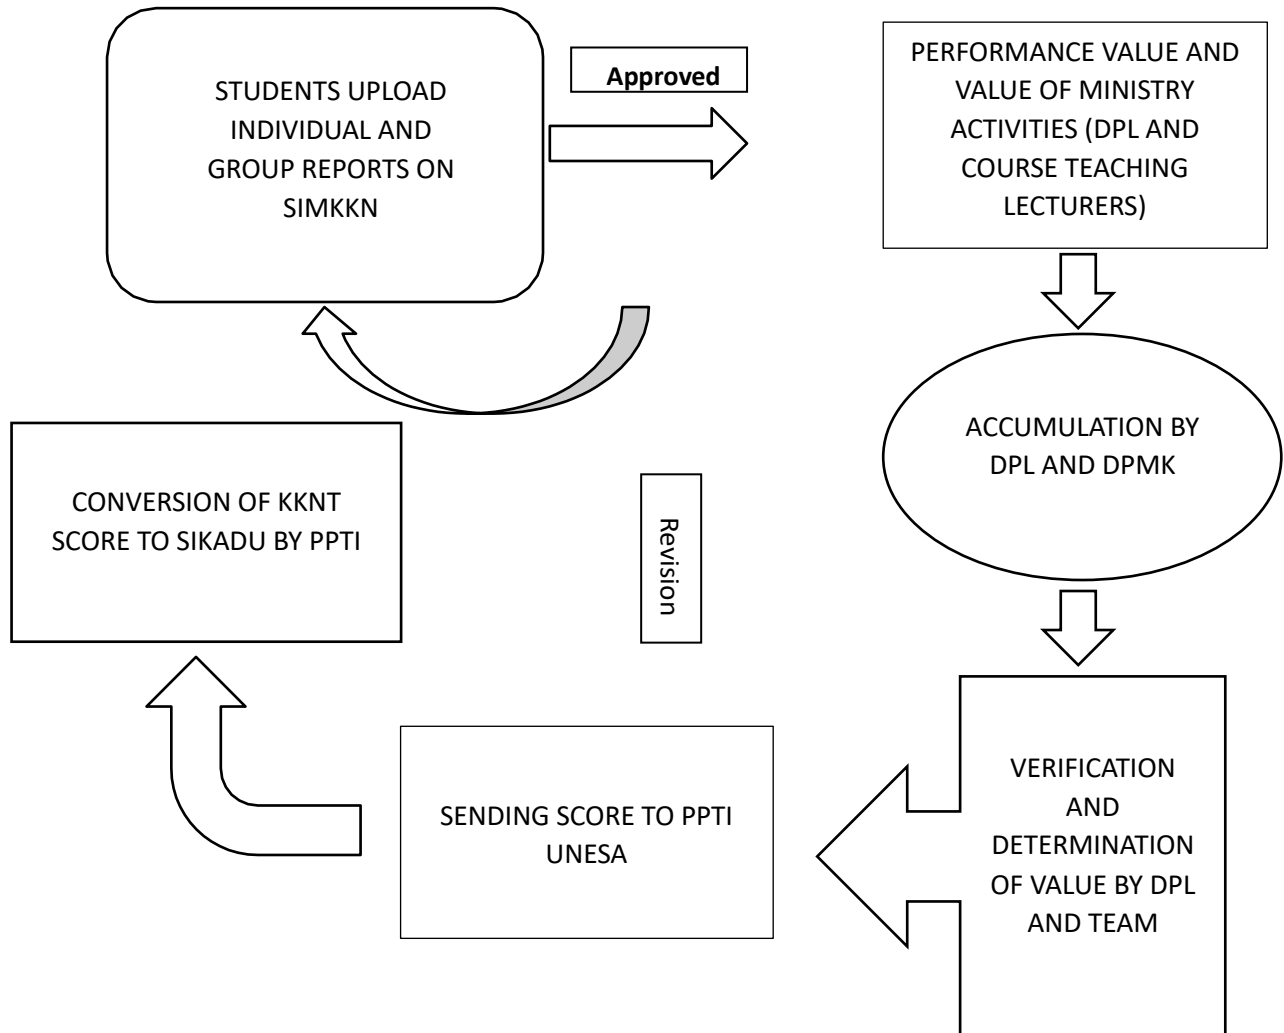 STUDENTS UPLOAD
INDIVIDUAL AND
GROUP REPORTS ON
SIMKKN
Approved
PERFORMANCE VALUE AND
VALUE OF MINISTRY
ACTIVITIES (DPL AND
COURSE TEACHING
LECTURERS)
ACCUMULATION BY
DPL AND DPMK
Revision
VERIFICATION
AND
DETERMINATION
OF VALUE BY DPL
AND TEAM
SENDING SCORE TO PPTI
UNESA
CONVERSION OF KKNT
SCORE TO SIKADU BY PPTI